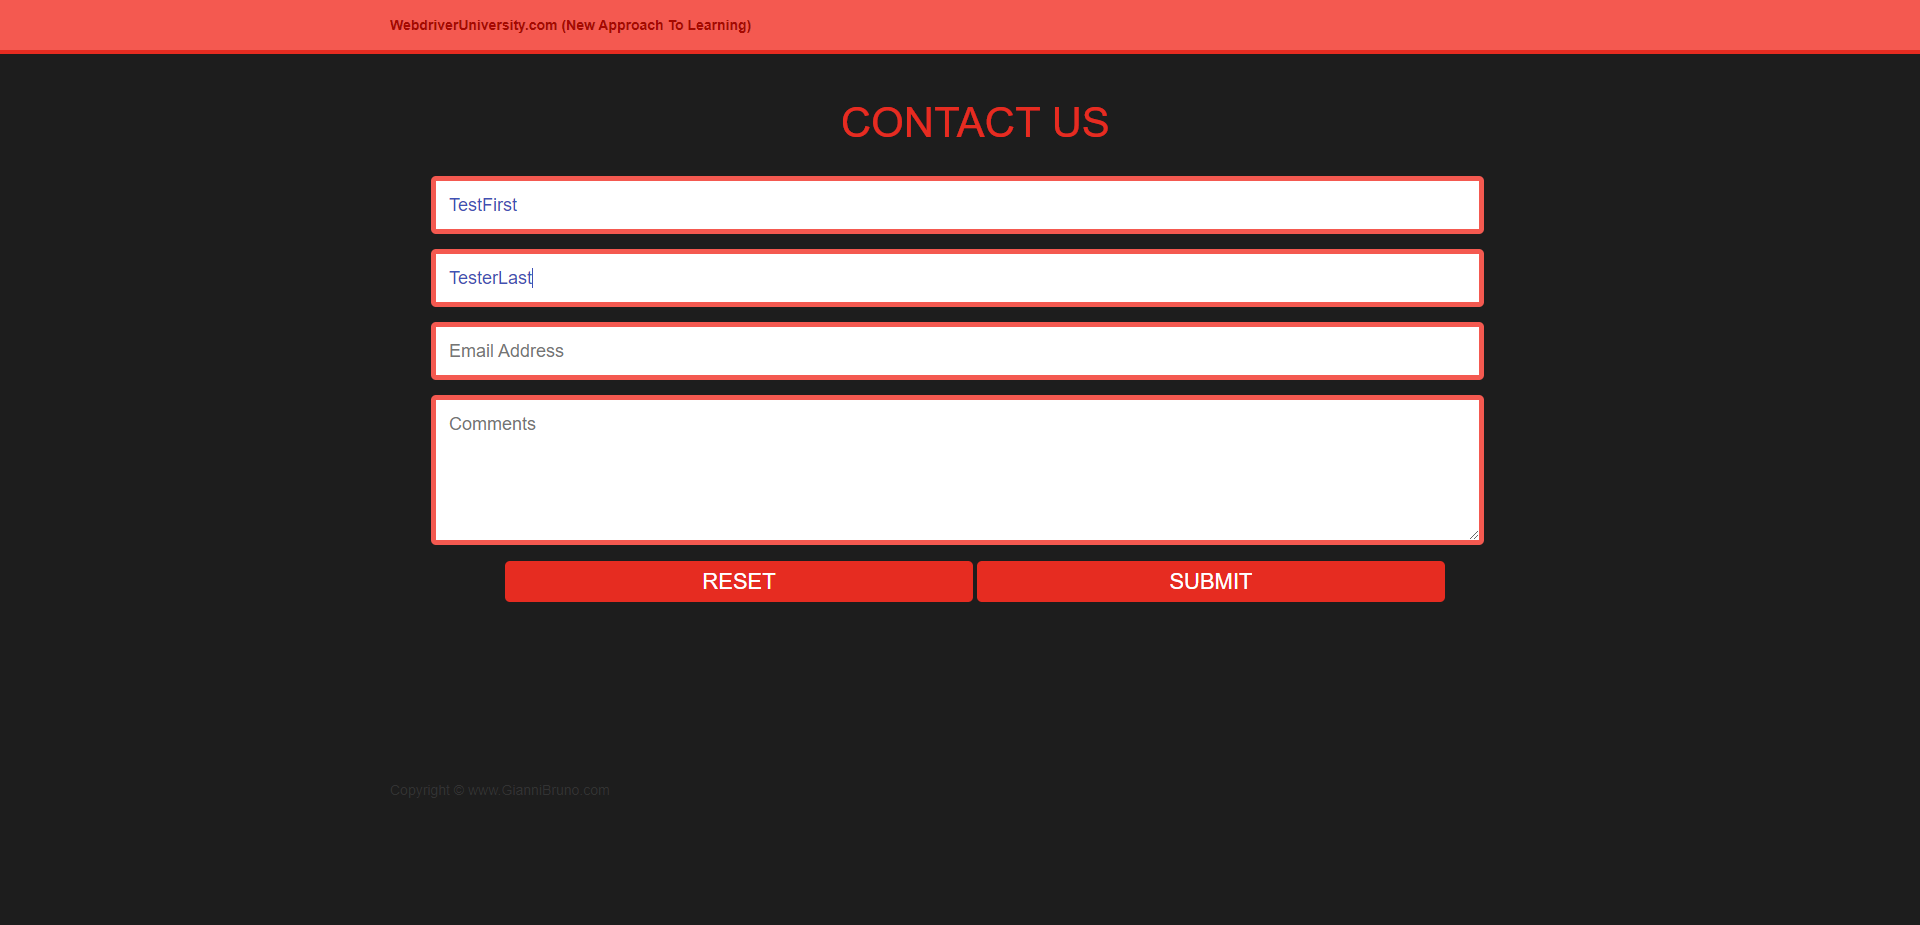 WebdriverUniversity.com (New Approach To Learning)
CONTACT US
TestFirst
TesterLast
Email Address
Comments
RESET SUBMIT
Copyright © www.GianniBruno.com